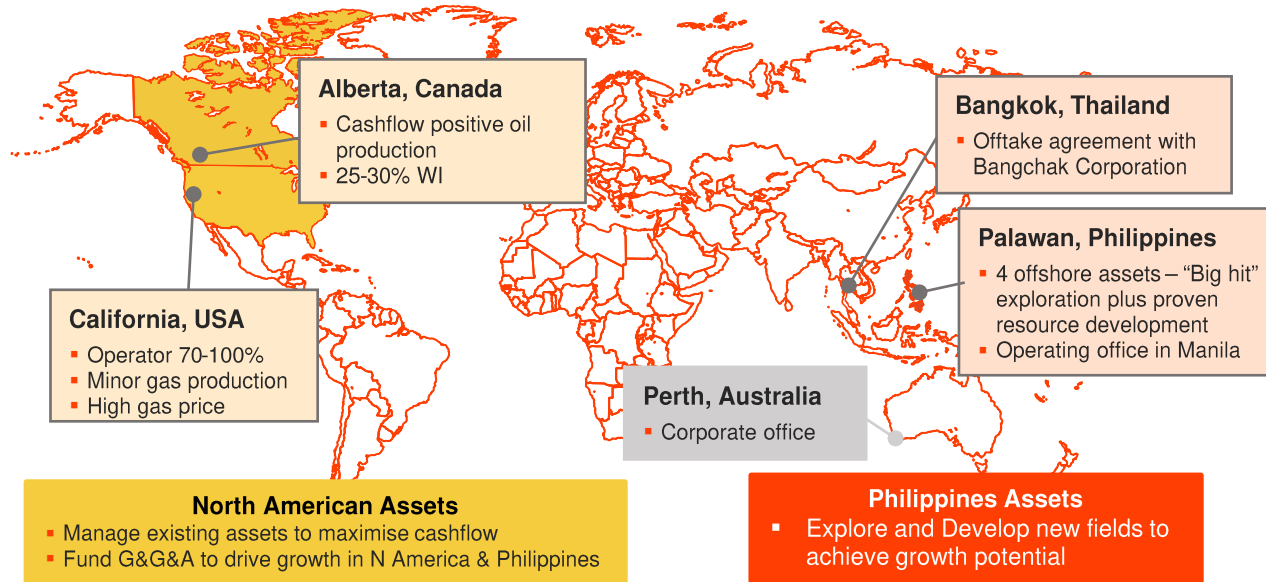 Alberta, Canada
Cashflow positive oil
production
25-30% WI
Bangkok, Thailand
Offtake agreement with
Bangchak Corporation
Palawan, Philippines
4 offshore assets – “Big hit”
exploration plus proven
resource development
Operating office in Manila
California, USA
Operator 70-100%
Minor gas production
High gas price
Perth, Australia
Corporate office
North American Assets
Manage existing assets to maximise cashflow
Fund G&G&A to drive growth in N America & Philippines
Philippines Assets
Explore and Develop new fields to
achieve growth potential